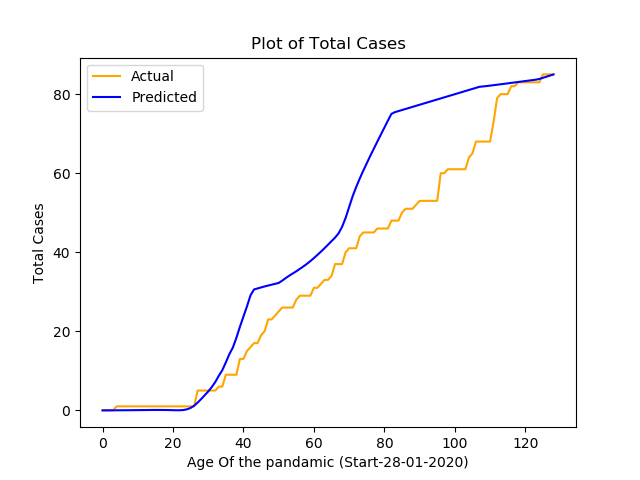 Plot of Total Cases
Actual
Predicted
80
60
40
20
0
Total Cases
0 20 40 60 80 100 120
Age Of the pandamic (Start-28-01-2020)